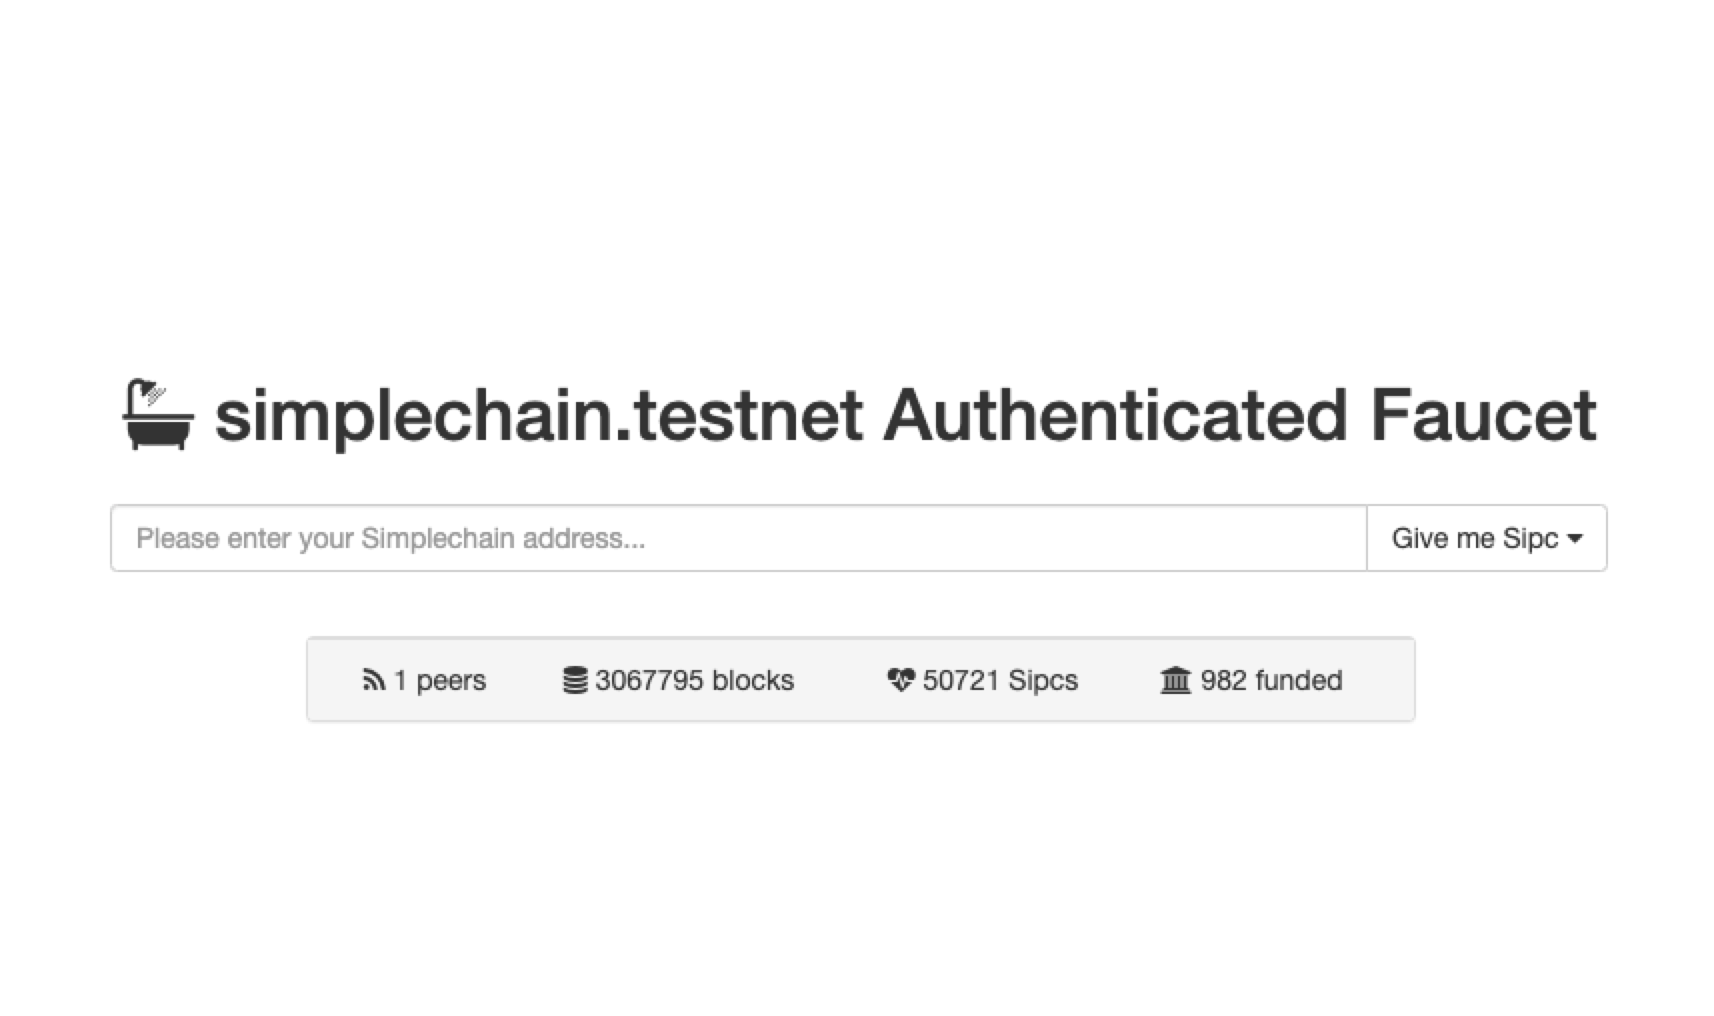 simplechain.testnet Authenticated Faucet
Please enter your Simplechain address... Give me Sipc
1 peers 3067795 blocks 50721 Sipcs 982 funded